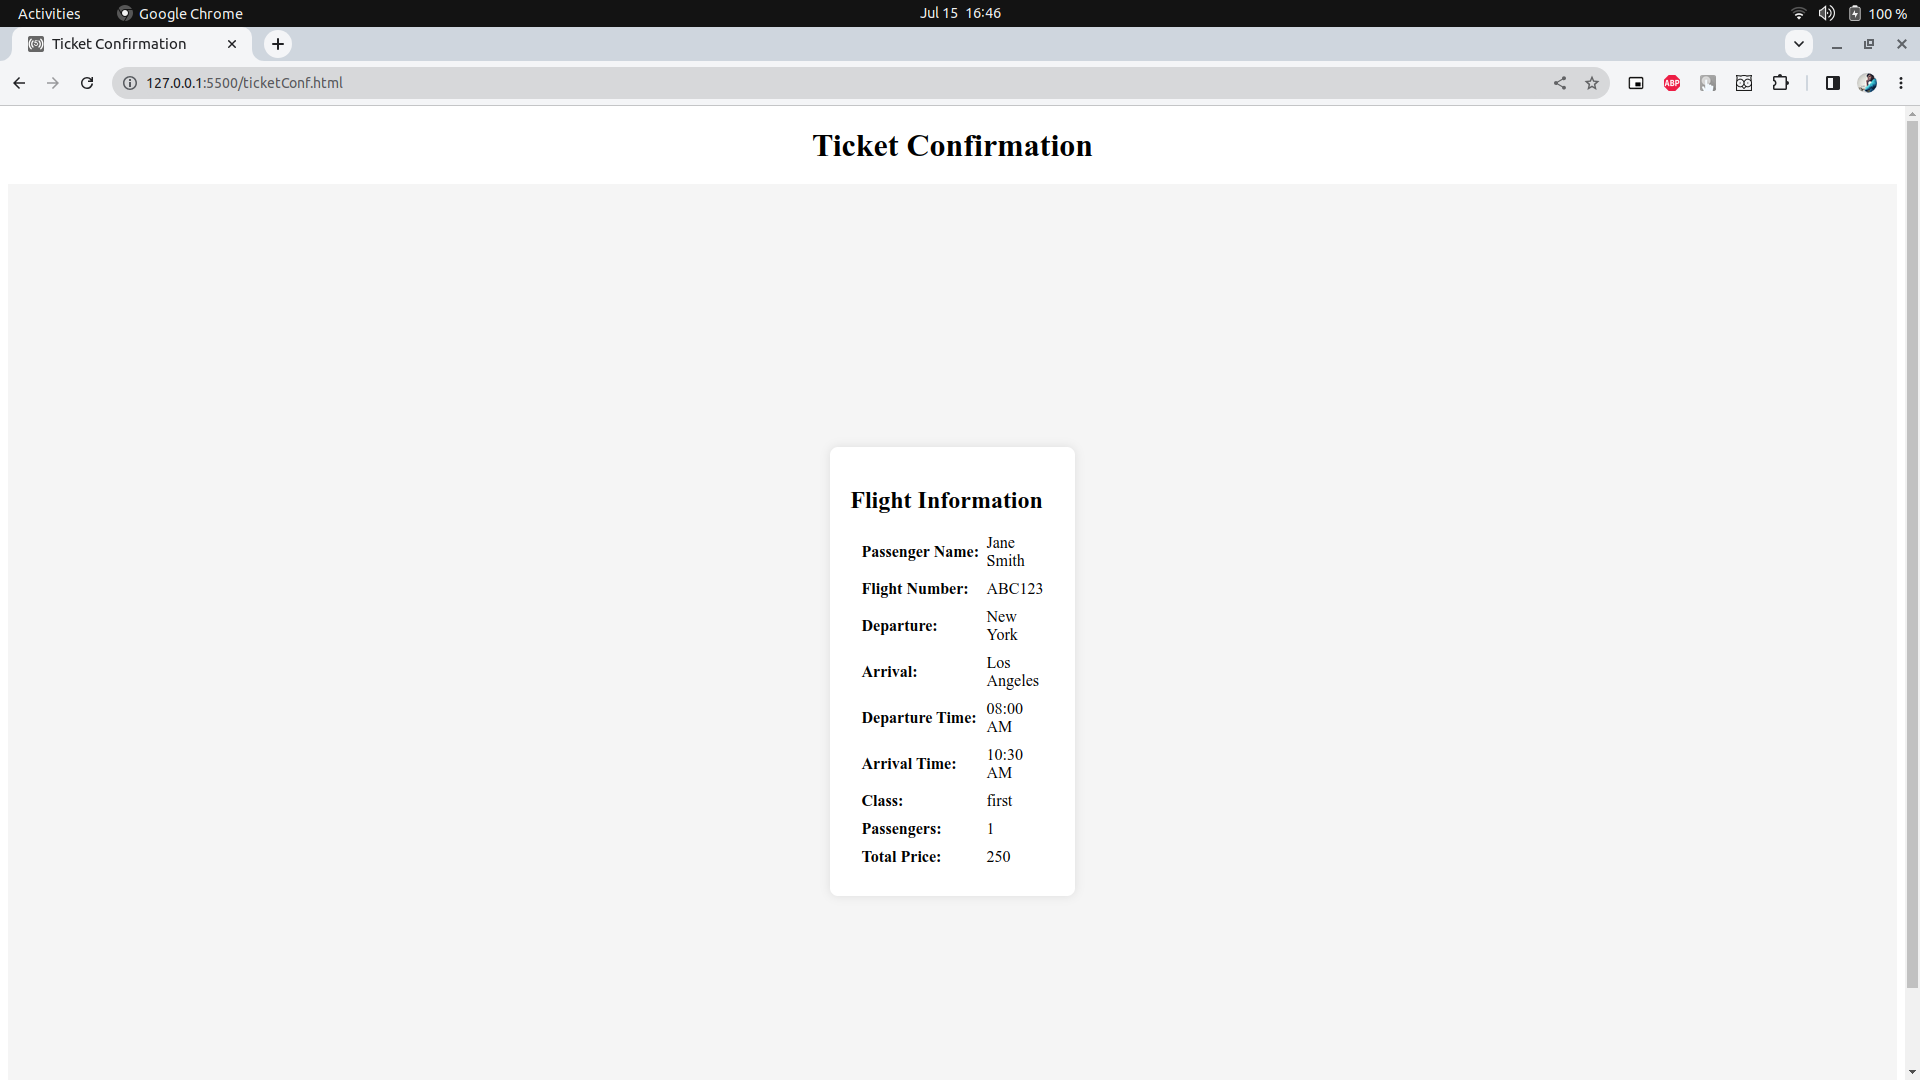 Activities Google Chrome Jul 15 16:46 100 %
Ticket Confirmation
127.0.0.1:5500/ticketConf.html ABP
Ticket Confirmation
Flight Information
Passenger Name: Jane
Smith
Flight Number: ABC123
Departure: New
York
Arrival: Los
Angeles
Departure Time: 08:00
AM
Arrival Time: 10:30
AM
Class: first
Passengers: 1
Total Price: 250